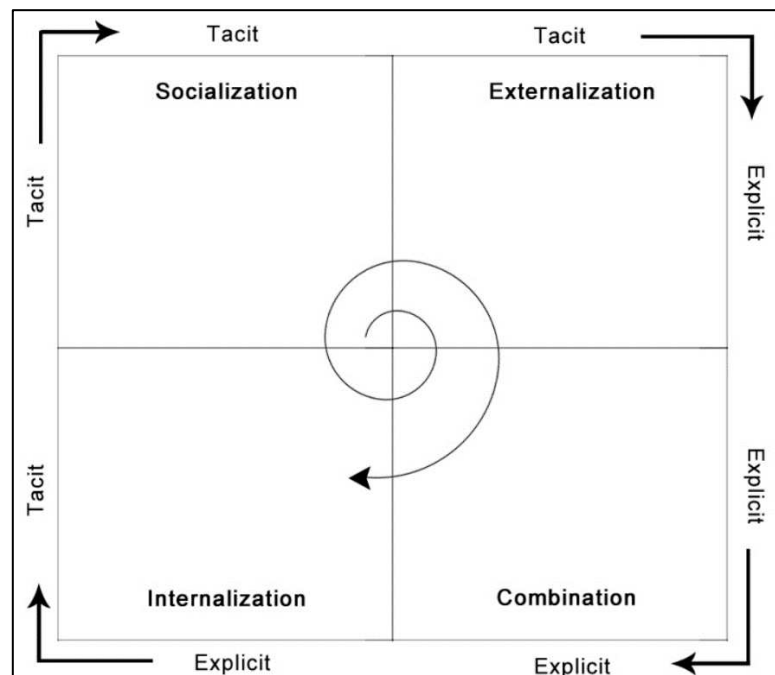 Tacit
Tacit
Socialization
Externalization
Tacit
Explicit
Tacit
Explicit
Internalization
Combination
Explicit
Explicit